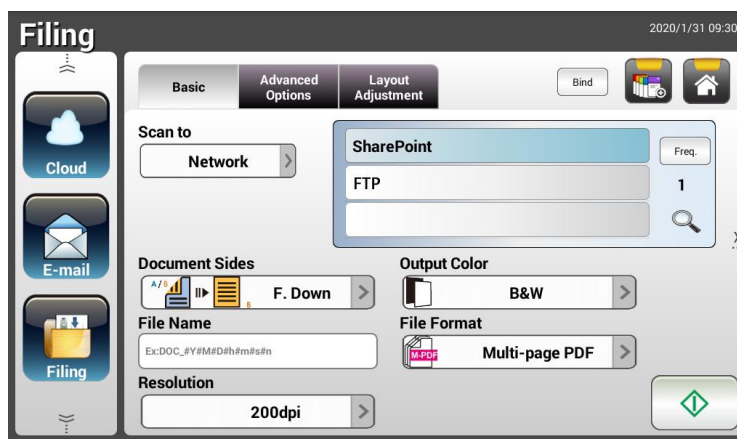 Filing
2020/1/31 09:30
Cloud
E-mail
Filing
Basic
Advanced
Options
Layout
Adjustment
Bind
Scan to
Network
SharePoint
FTP
Freq.
1
Document Sides
A/B
B
F. Down
Output Color
B&W
File Name
Ex:DOC_#Y#M#D#h#m#s#n
File Format
M-PDF
Multi-page PDF
Resolution
200dpi